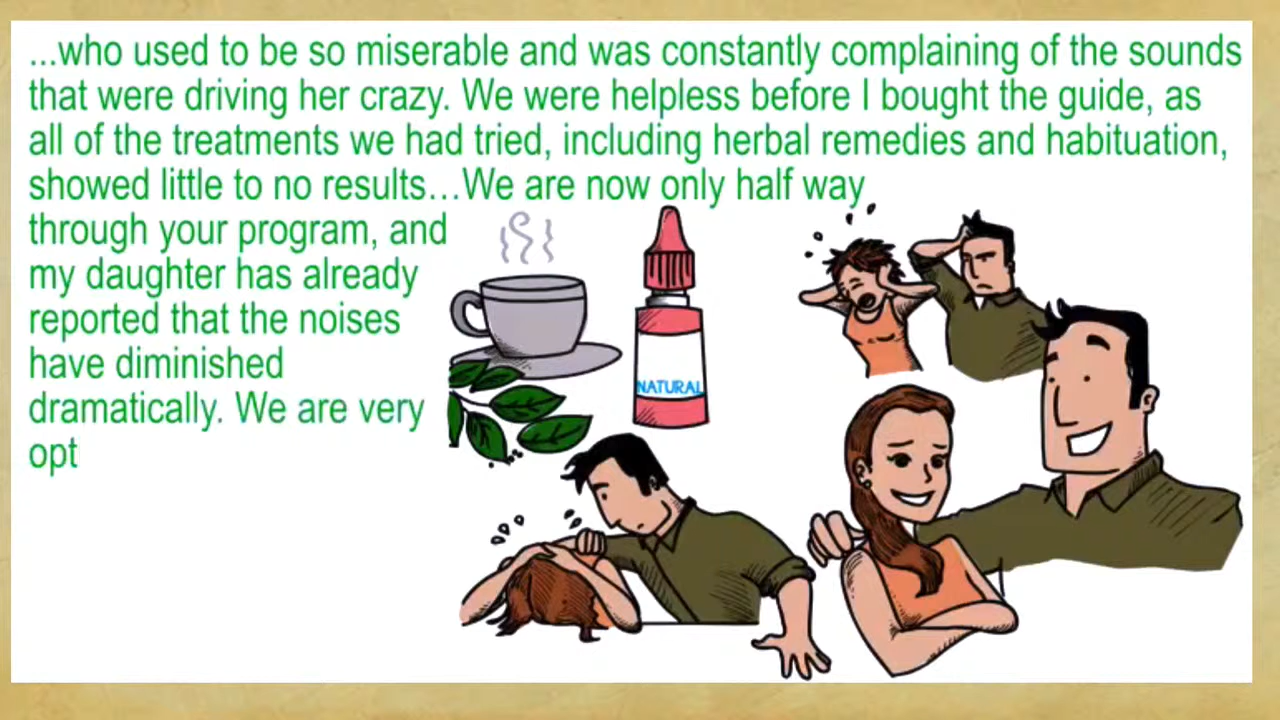 ...who used to be so miserable and was constantly complaining of the sounds
that were driving her crazy. We were helpless before I bought the guide, as
all of the treatments we had tried, including herbal remedies and habituation,
showed little to no results...We are now only half way
through your program, and
my daughter has already
reported that the noises
have diminished
dramatically. We are very
opt
NATURAL